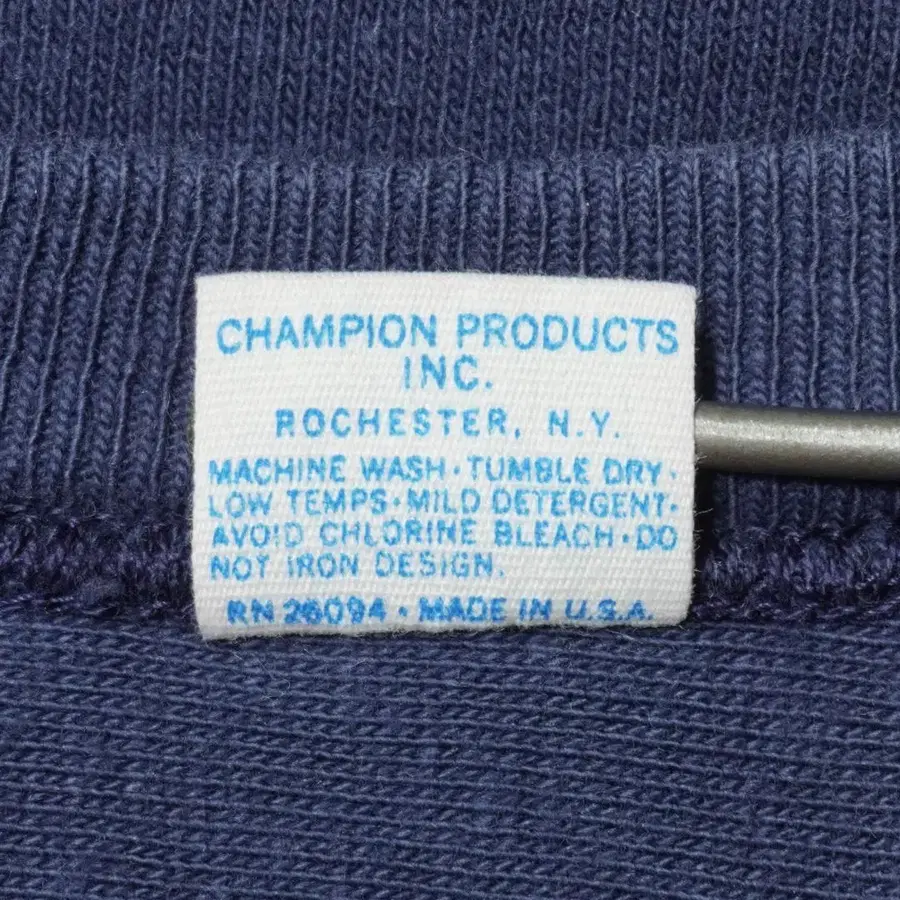 CHAMPION PRODUCTS
INC.
ROCHESTER, N.Y.
MACHINE WASH · TUMBLE DRY ·
LOW TEMPS · MILD DETERGENT ·
AVOID CHLORINE BLEACH · DO
NOT IRON DESIGN.
RN 26094 · MADE IN U.S.A.